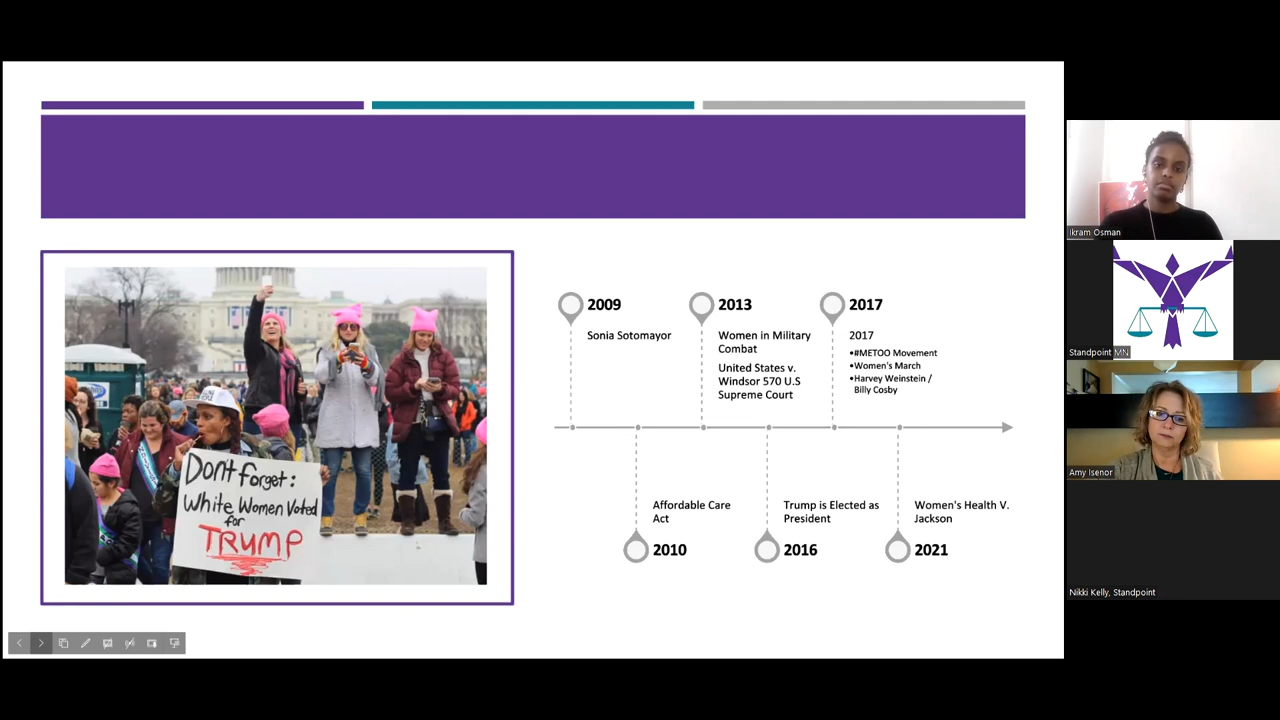 Don't forget:
White Women Voted
for
TRUMP
2009
Sonia Sotomayor
2013
Women in Military
Combat
United States v.
Windsor 570 U.S
Supreme Court
2017
2017
•#METOO Movement
•Women's March
•Harvey Weinstein /
Billy Cosby
Affordable Care
Act
2010
Trump is Elected as
President
2016
Women's Health V.
Jackson
2021
Ikram Osman
Standpoint MN
Amy Isenor
Nikki Kelly, Standpoint